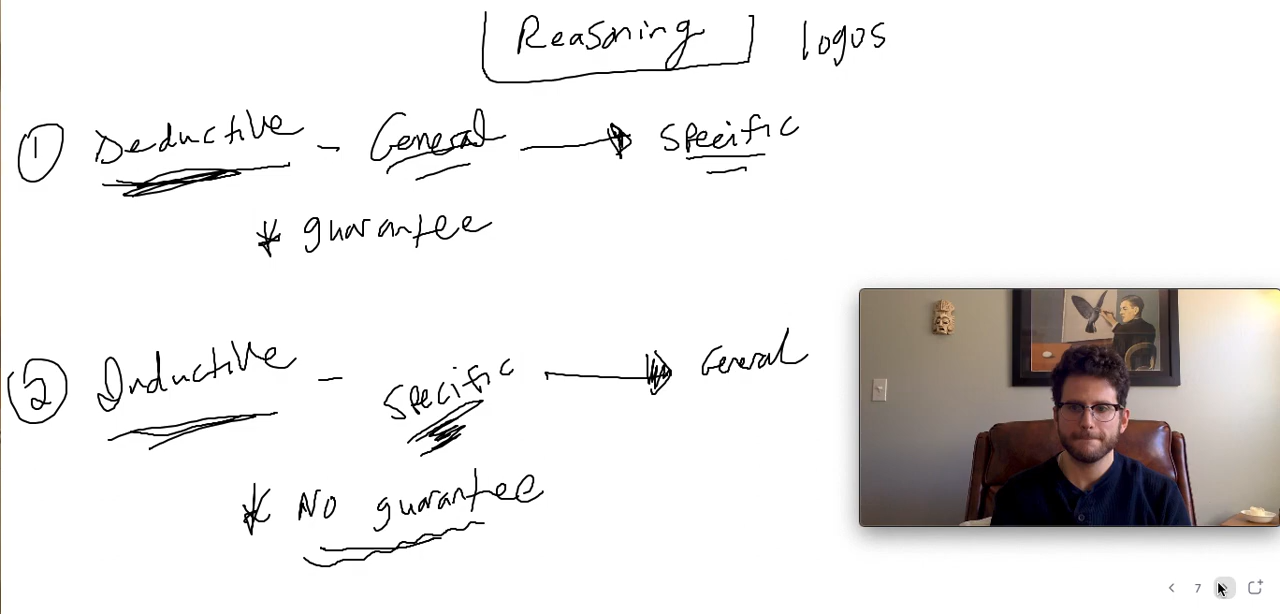 Reasoning logos
1 Deductive - General → Specific
* guarantee
2 Inductive - Specific → General
* No guarantee
< 7 >